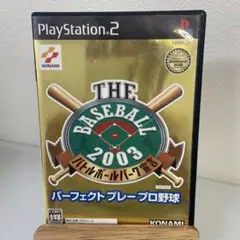 PlayStation 2
KONAMI
THE
BASEBALL
2003
バトルボールパーク宣言
パーフェクト プレー プロ野球
KONAMI